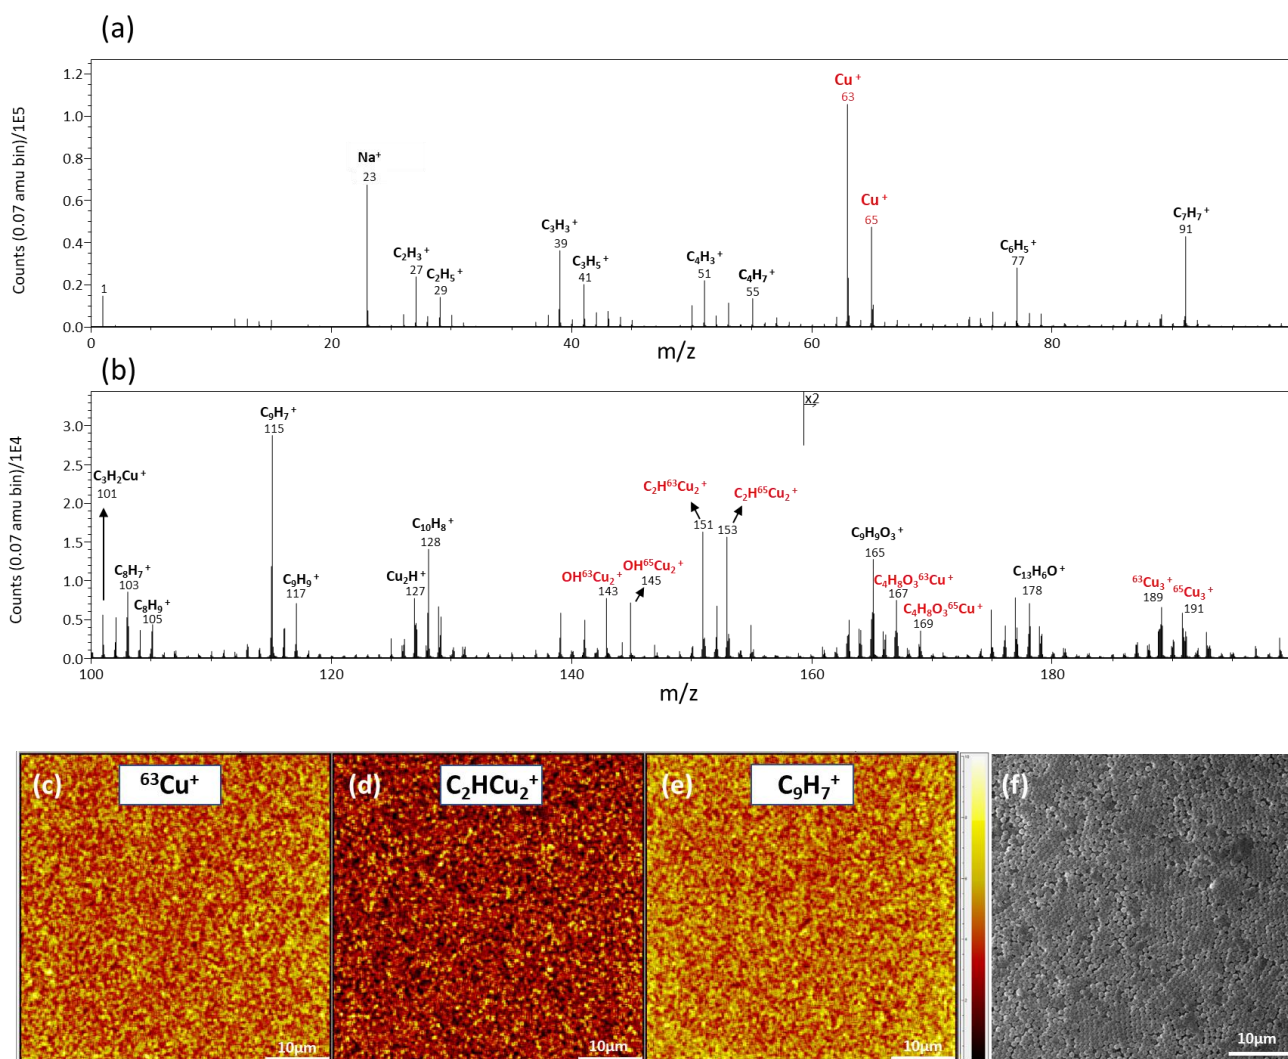 (a)
Counts (0.07 amu bin)/1E5
1.2
1.0
0.8
0.6
0.4
0.2
0.0
1
Na⁺
23
C₂H₃⁺
27
C₂H₅⁺
29
C₃H₃⁺
39
C₃H₅⁺
41
C₄H₃⁺
51
C₄H₇⁺
55
Cu⁺
63
Cu⁺
65
C₆H₅⁺
77
C₇H₇⁺
91
0 40 60 80
m/z
(b)
Counts (0.07 amu bin)/1E4
3.0
2.5
2.0
1.5
1.0
0.5
0.0
C₃H₂Cu⁺
101
C₈H₇⁺
103
C₈H₉⁺
105
C₉H₇⁺
115
C₉H₉⁺
117
Cu₂H⁺
127
C₁₀H₈⁺
128
OH⁶³Cu₂⁺
143
OH⁶⁵Cu₂⁺
145
C₂H⁶³Cu₂⁺
151
C₂H⁶⁵Cu₂⁺
153
x2
C₉H₉O₃⁺
165
C₄H₈O₃⁶³Cu⁺
167
C₄H₈O₃⁶⁵Cu⁺
169
C₁₃H₆O⁺
178
⁶³Cu₃⁺
189
⁶⁵Cu₃⁺
191
100 120 140 160 180
m/z
(c)
⁶³Cu⁺
10µm
(d)
C₂HCu₂⁺
10µm
(e)
C₉H₇⁺
10µm
(f)
10µm